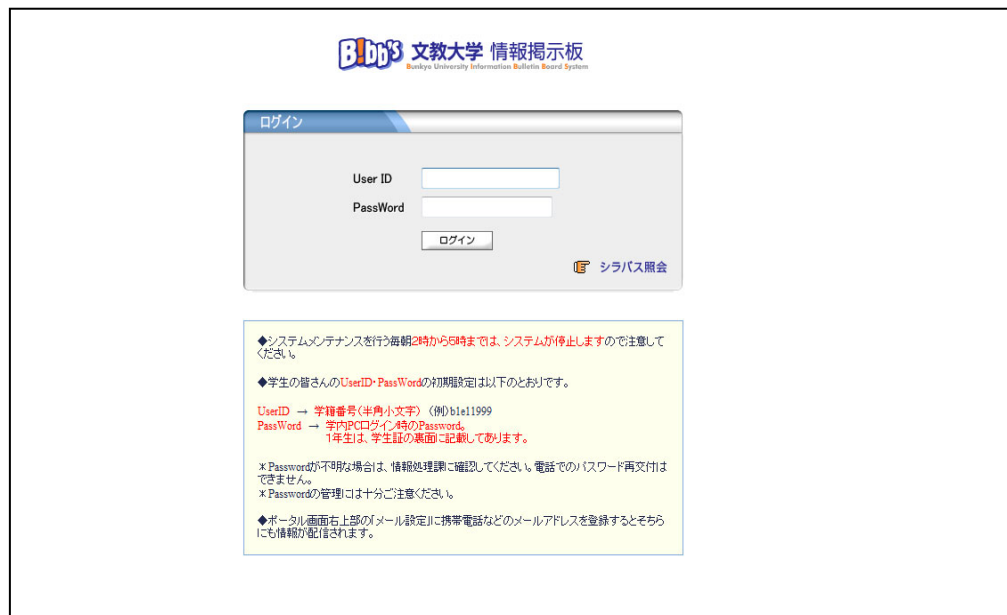 B!bb's 文教大学 情報掲示板
Bunkyo University Information Bulletin Board System
ログイン
User ID
PassWord
ログイン
シラバス照会
◆システムメンテナンスを行う毎朝2時から5時までは、システムが停止しますので注意して
ください。
◆学生の皆さんのUserID・PassWordの初期設定は以下のとおりです。
UserID → 学籍番号(半角小文字) (例)b1e11999
PassWord → 学内PCログイン時のPassword。
1年生は、学生証の裏面に記載してあります。
＊Passwordが不明な場合は、情報処理課に確認してください。電話でのパスワード再交付は
できません。
＊Passwordの管理には十分ご注意ください。
◆ポータル画面右上部の「メール設定」に携帯電話などのメールアドレスを登録するとそちら
にも情報が配信されます。